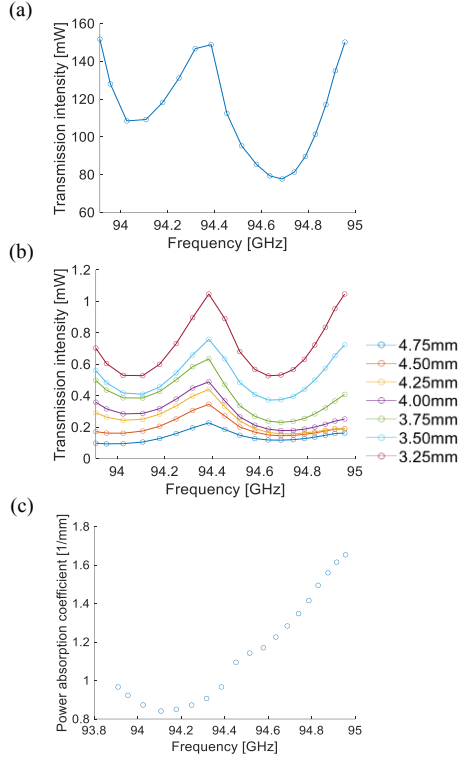 (a)
Transmission intensity [mW]
160
140
120
100
80
60
94
94.2
94.4
94.6
94.8
95
Frequency [GHz]
(b)
Transmission intensity [mW]
1.2
1
0.8
0.6
0.4
0.2
0
94
94.2
94.4
94.6
94.8
95
Frequency [GHz]
4.75mm
4.50mm
4.25mm
4.00mm
3.75mm
3.50mm
3.25mm
(c)
Power absorption coefficient [1/mm]
1.8
1.6
1.4
1.2
1
0.8
93.8
94
94.2
94.4
94.6
94.8
95
Frequency [GHz]